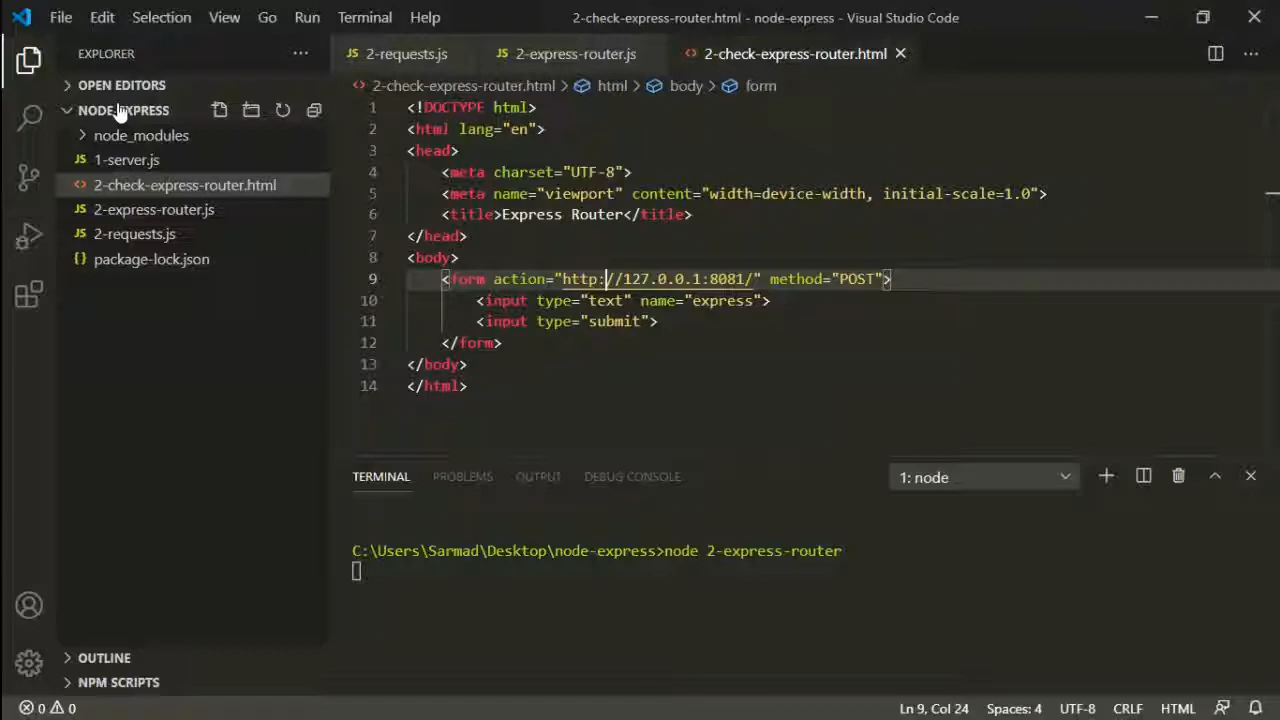 File Edit Selection View Go Run Terminal Help 2-check-express-router.html - node-express - Visual Studio Code
EXPLORER
OPEN EDITORS
NODE-EXPRESS
node_modules
JS 1-server.js
<> 2-check-express-router.html
JS 2-express-router.js
JS 2-requests.js
{} package-lock.json
OUTLINE
NPM SCRIPTS
JS 2-requests.js JS 2-express-router.js <> 2-check-express-router.html
<> 2-check-express-router.html > html > body > form
1 <!DOCTYPE html>
2 <html lang="en">
3 <head>
4 <meta charset="UTF-8">
5 <meta name="viewport" content="width=device-width, initial-scale=1.0">
6 <title>Express Router</title>
7 </head>
8 <body>
9 <form action="http://127.0.0.1:8081/" method="POST">
10 <input type="text" name="express">
11 <input type="submit">
12 </form>
13 </body>
14 </html>
TERMINAL PROBLEMS OUTPUT DEBUG CONSOLE 1: node
C:\Users\Sarmad\Desktop\node-express>node 2-express-router
0 0 Ln 9, Col 24 Spaces: 4 UTF-8 CRLF HTML